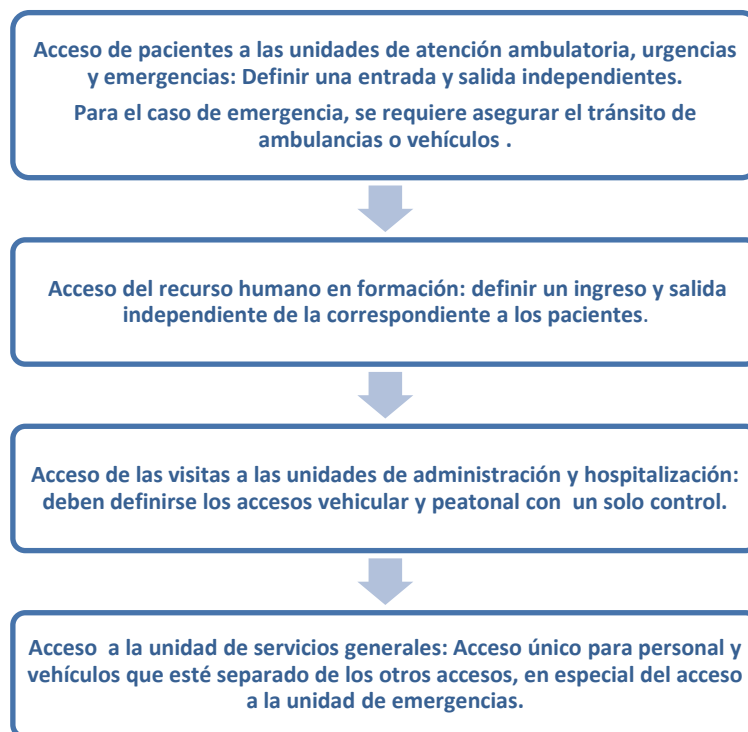 Acceso de pacientes a las unidades de atención ambulatoria, urgencias
y emergencias: Definir una entrada y salida independientes.
Para el caso de emergencia, se requiere asegurar el tránsito de
ambulancias o vehículos .
Acceso del recurso humano en formación: definir un ingreso y salida
independiente de la correspondiente a los pacientes.
Acceso de las visitas a las unidades de administración y hospitalización:
deben definirse los accesos vehicular y peatonal con un solo control.
Acceso a la unidad de servicios generales: Acceso único para personal y
vehículos que esté separado de los otros accesos, en especial del acceso
a la unidad de emergencias.